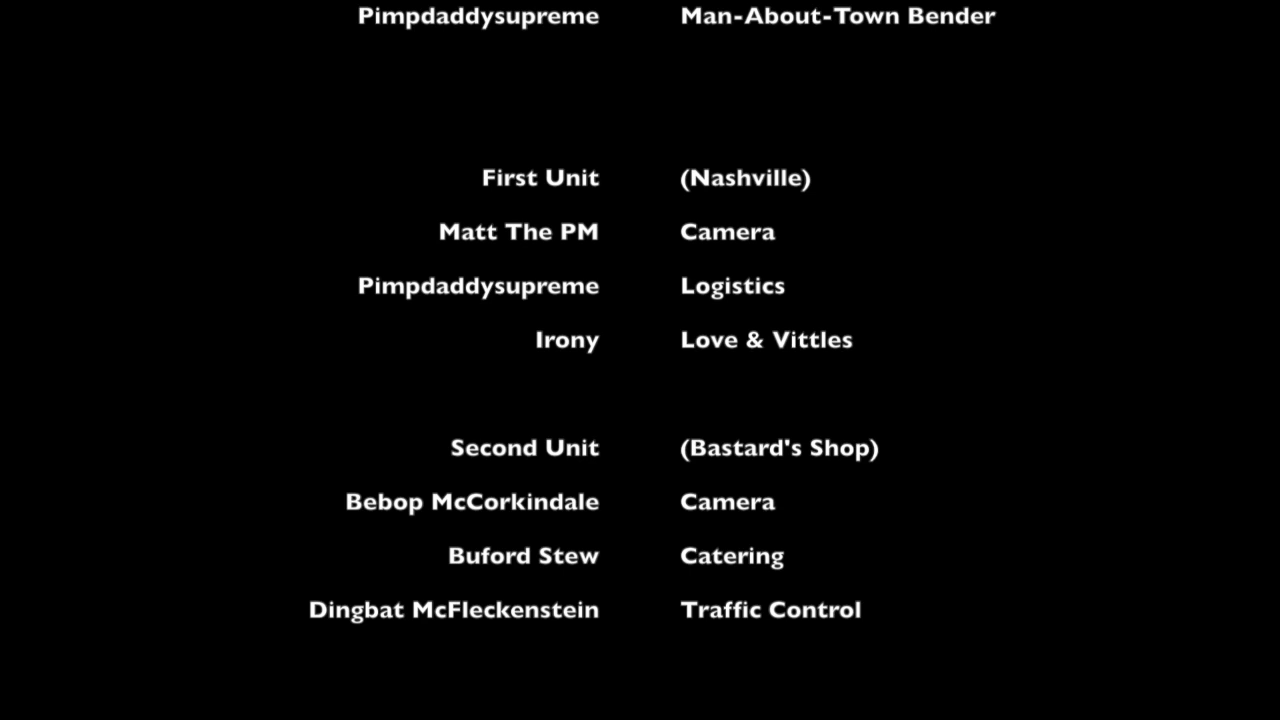 Pimpdaddysupreme Man-About-Town Bender
First Unit (Nashville)
Matt The PM Camera
Pimpdaddysupreme Logistics
Irony Love & Vittles
Second Unit (Bastard's Shop)
Bebop McCorkindale Camera
Buford Stew Catering
Dingbat McFleckenstein Traffic Control